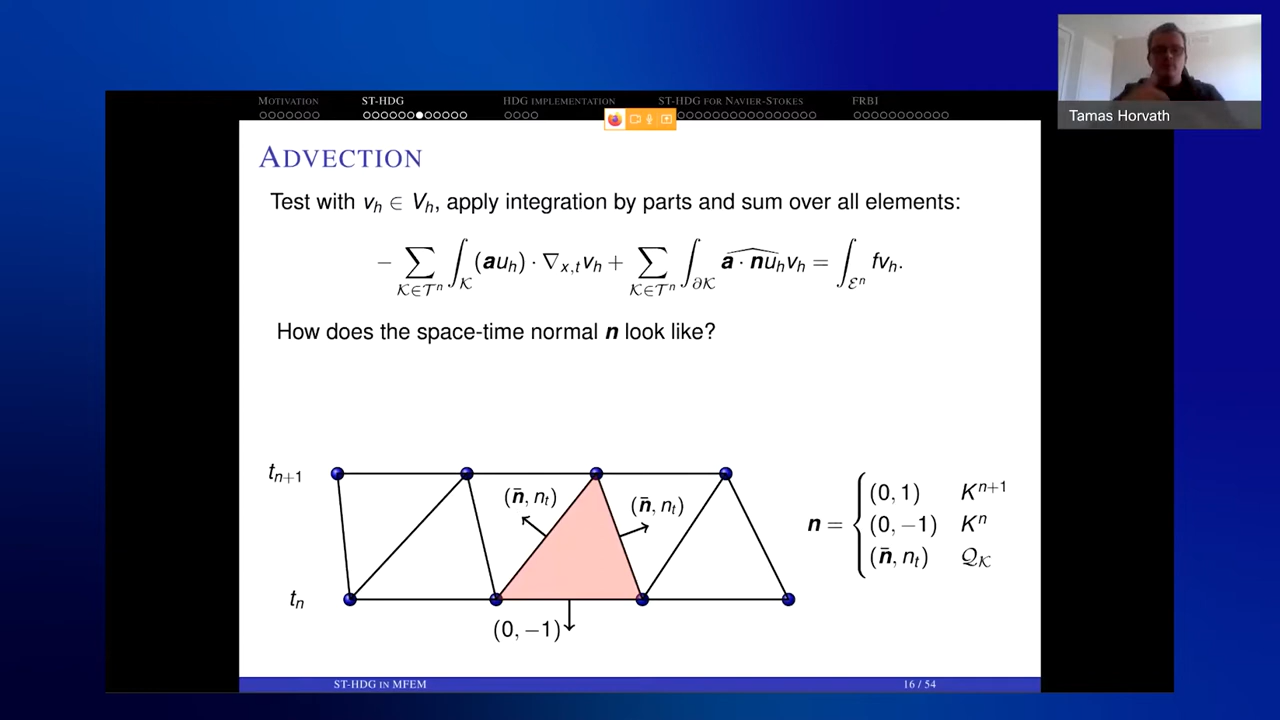 MOTIVATION ST-HDG HDG IMPLEMENTATION ST-HDG FOR NAVIER-STOKES FRBI
Tamas Horvath
ADVECTION
Test with v_h ∈ V_h, apply integration by parts and sum over all elements:
− ∑_{𝒦∈𝒯^n} ∫_𝒦 (𝒂u_h) · ∇_{x,t} v_h + ∑_{𝒦∈𝒯^n} ∫_{∂𝒦} \widehat{𝒂 · 𝒏u_h} v_h = ∫_{ℰ^n} fv_h.
How does the space-time normal n look like?
t_{n+1}
(n̄, n_t)
(n̄, n_t)
t_n
(0, −1)
n = { (0, 1) K^{n+1}
(0, −1) K^n
(n̄, n_t) 𝒬_𝒦
ST-HDG IN MFEM 16 / 54